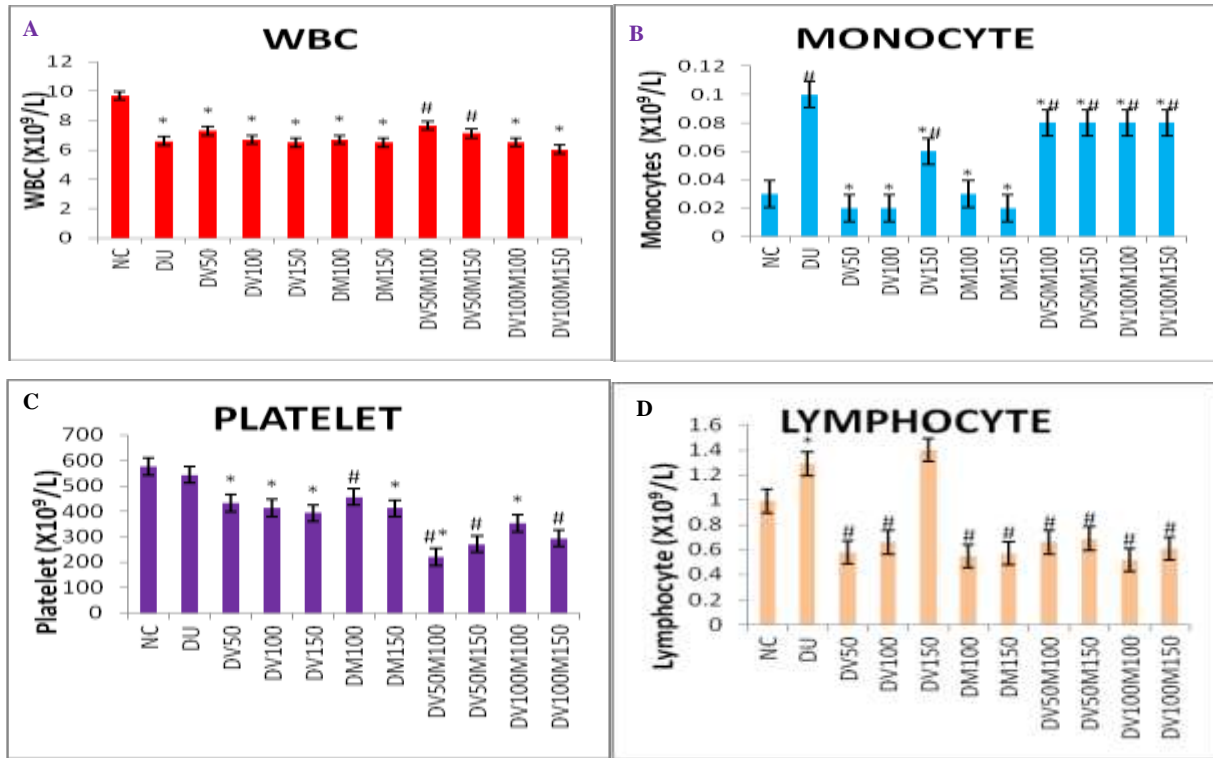 A
WBC
WBC (X10⁹/L)
12
10
8
6
4
2
0
* * * * * * # # * *
NC DU DV50 DV100 DV150 DM100 DM150 DV50M100 DV50M150 DV100M100 DV100M150
B
MONOCYTE
Monocytes (X10⁹/L)
0.12
0.1
0.08
0.06
0.04
0.02
0
# * * *# * * *# *# *# *#
NC DU DV50 DV100 DV150 DM100 DM150 DV50M100 DV50M150 DV100M100 DV100M150
C
PLATELET
Platelet (X10⁹/L)
700
600
500
400
300
200
100
0
* * * # * #* # * #
NC DU DV50 DV100 DV150 DM100 DM150 DV50M100 DV50M150 DV100M100 DV100M150
D
LYMPHOCYTE
Lymphocyte (X10⁹/L)
1.6
1.4
1.2
1
0.8
0.6
0.4
0.2
0
* # # # # # # # #
NC DU DV50 DV100 DV150 DM100 DM150 DV50M100 DV50M150 DV100M100 DV100M150